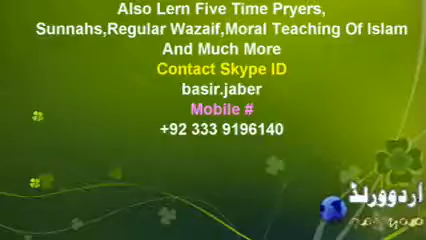 Also Lern Five Time Pryers,
Sunnahs,Regular Wazaif,Moral Teaching Of Islam
And Much More
Contact Skype ID
basir.jaber
Mobile #
+92 333 9196140
اردوورلڈ